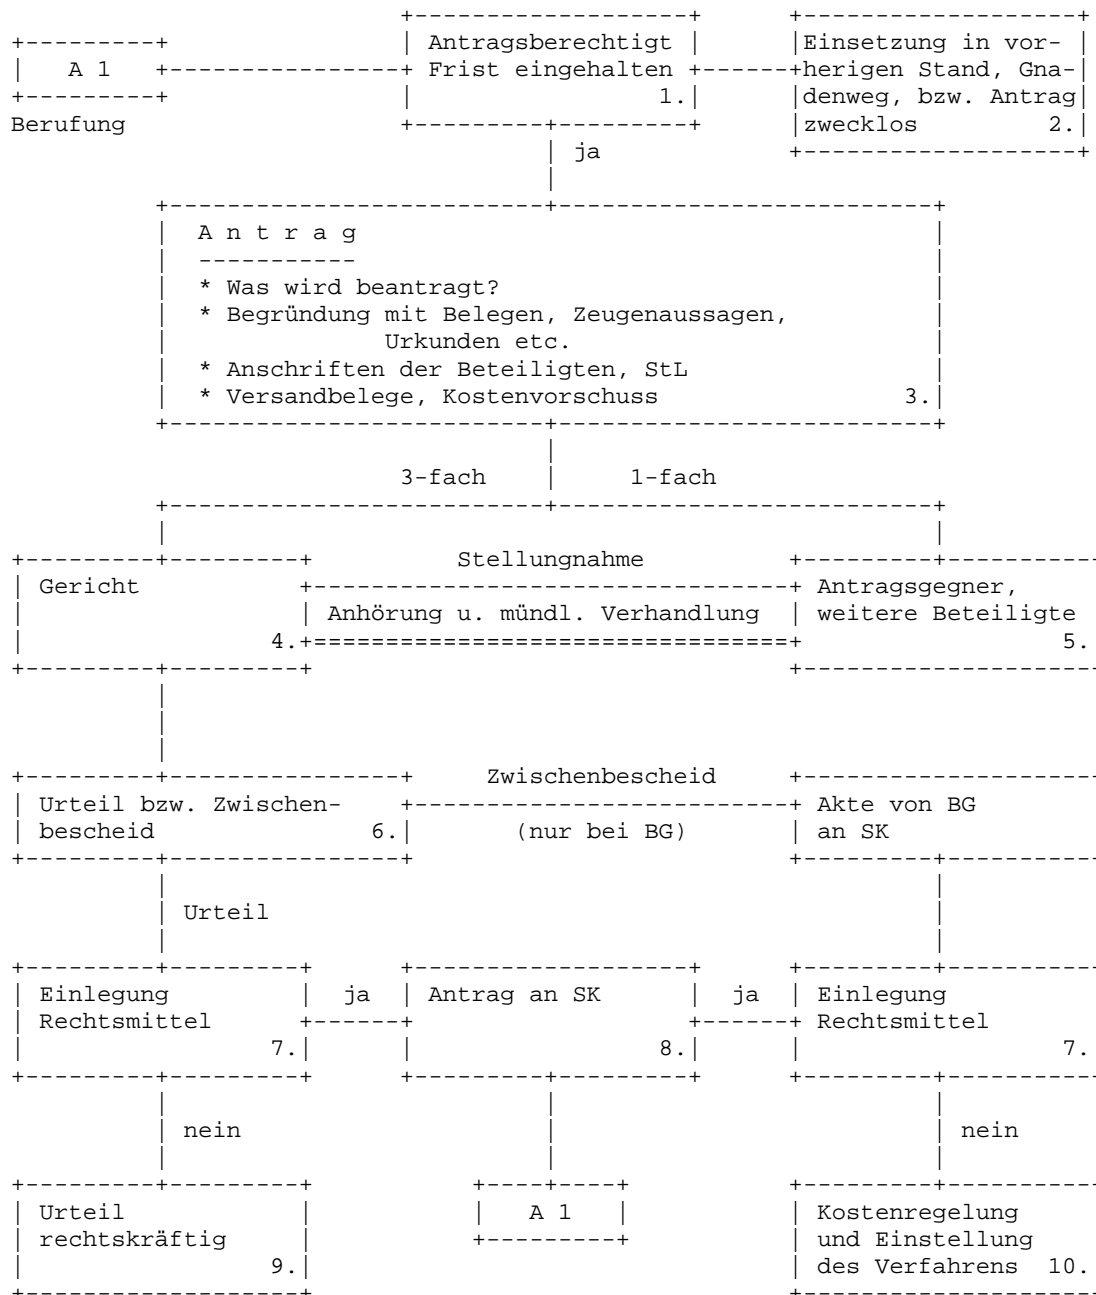 Antragsberechtigt
Frist eingehalten
1.
A 1
Berufung
Einsetzung in vor-
herigen Stand, Gna-
denweg, bzw. Antrag
zwecklos 2.
ja
A n t r a g
-----------
* Was wird beantragt?
* Begründung mit Belegen, Zeugenaussagen,
Urkunden etc.
* Anschriften der Beteiligten, StL
* Versandbelege, Kostenvorschuss 3.
3-fach 1-fach
Gericht
4.
Stellungnahme
Anhörung u. mündl. Verhandlung
Antragsgegner,
weitere Beteiligte
5.
Urteil bzw. Zwischen-
bescheid 6.
Zwischenbescheid
(nur bei BG)
Akte von BG
an SK
Urteil
Einlegung
Rechtsmittel
7.
ja
Antrag an SK
8.
ja
Einlegung
Rechtsmittel
7.
nein
nein
Urteil
rechtskräftig
9.
A 1
Kostenregelung
und Einstellung
des Verfahrens 10.